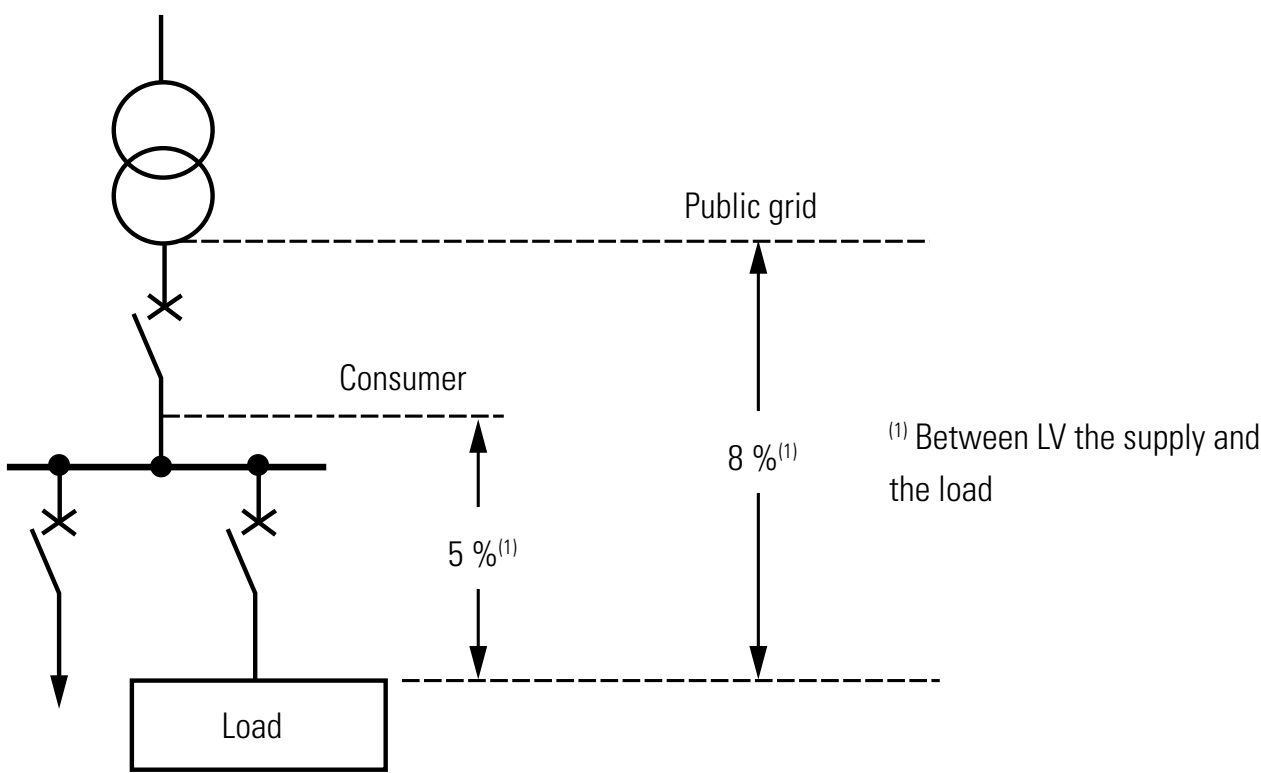 Public grid
Consumer
8 %(1)
(1) Between LV the supply and
the load
5 %(1)
Load